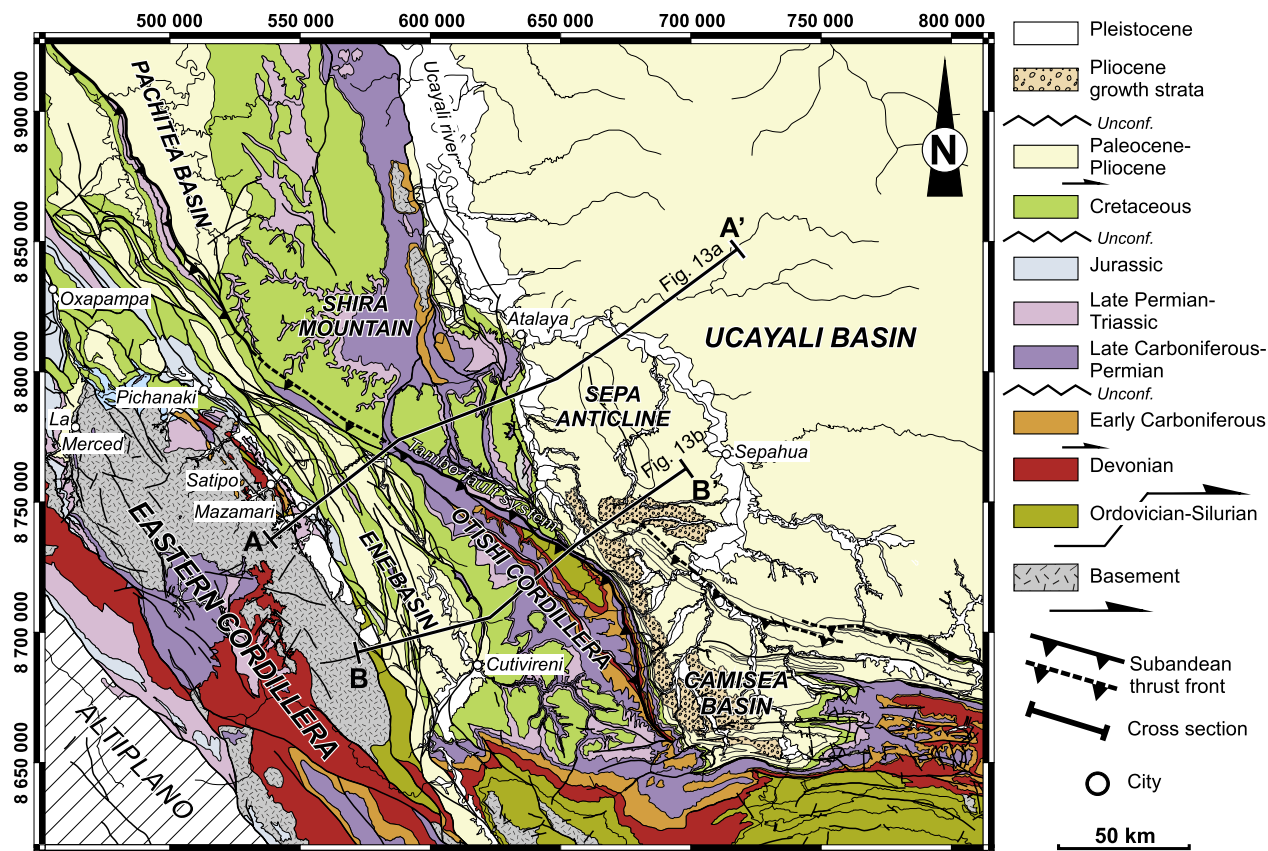 500 000
550 000
600 000
650 000
700 000
750 000
800 000
8 900 000
8 850 000
8 800 000
8 750 000
8 700 000
8 650 000
PACHITEA BASIN
Ucayali river
N
A'
Fig. 13a
Oxapampa
SHIRA
MOUNTAIN
Atalaya
UCAYALI BASIN
Pichanaki
SEPA
ANTICLINE
La
Merced
Tambo fault system
Fig. 13b
Sepahua
Satipo
B'
Mazamari
EASTERN CORDILLERA
A
ENE BASIN
OTISHI CORDILLERA
B
Cutivireni
CAMISEA
BASIN
ALTIPLANO
Pleistocene
Pliocene
growth strata
Unconf.
Paleocene-
Pliocene
Cretaceous
Unconf.
Jurassic
Late Permian-
Triassic
Late Carboniferous-
Permian
Unconf.
Early Carboniferous
Devonian
Ordovician-Silurian
Basement
Subandean
thrust front
Cross section
City
50 km